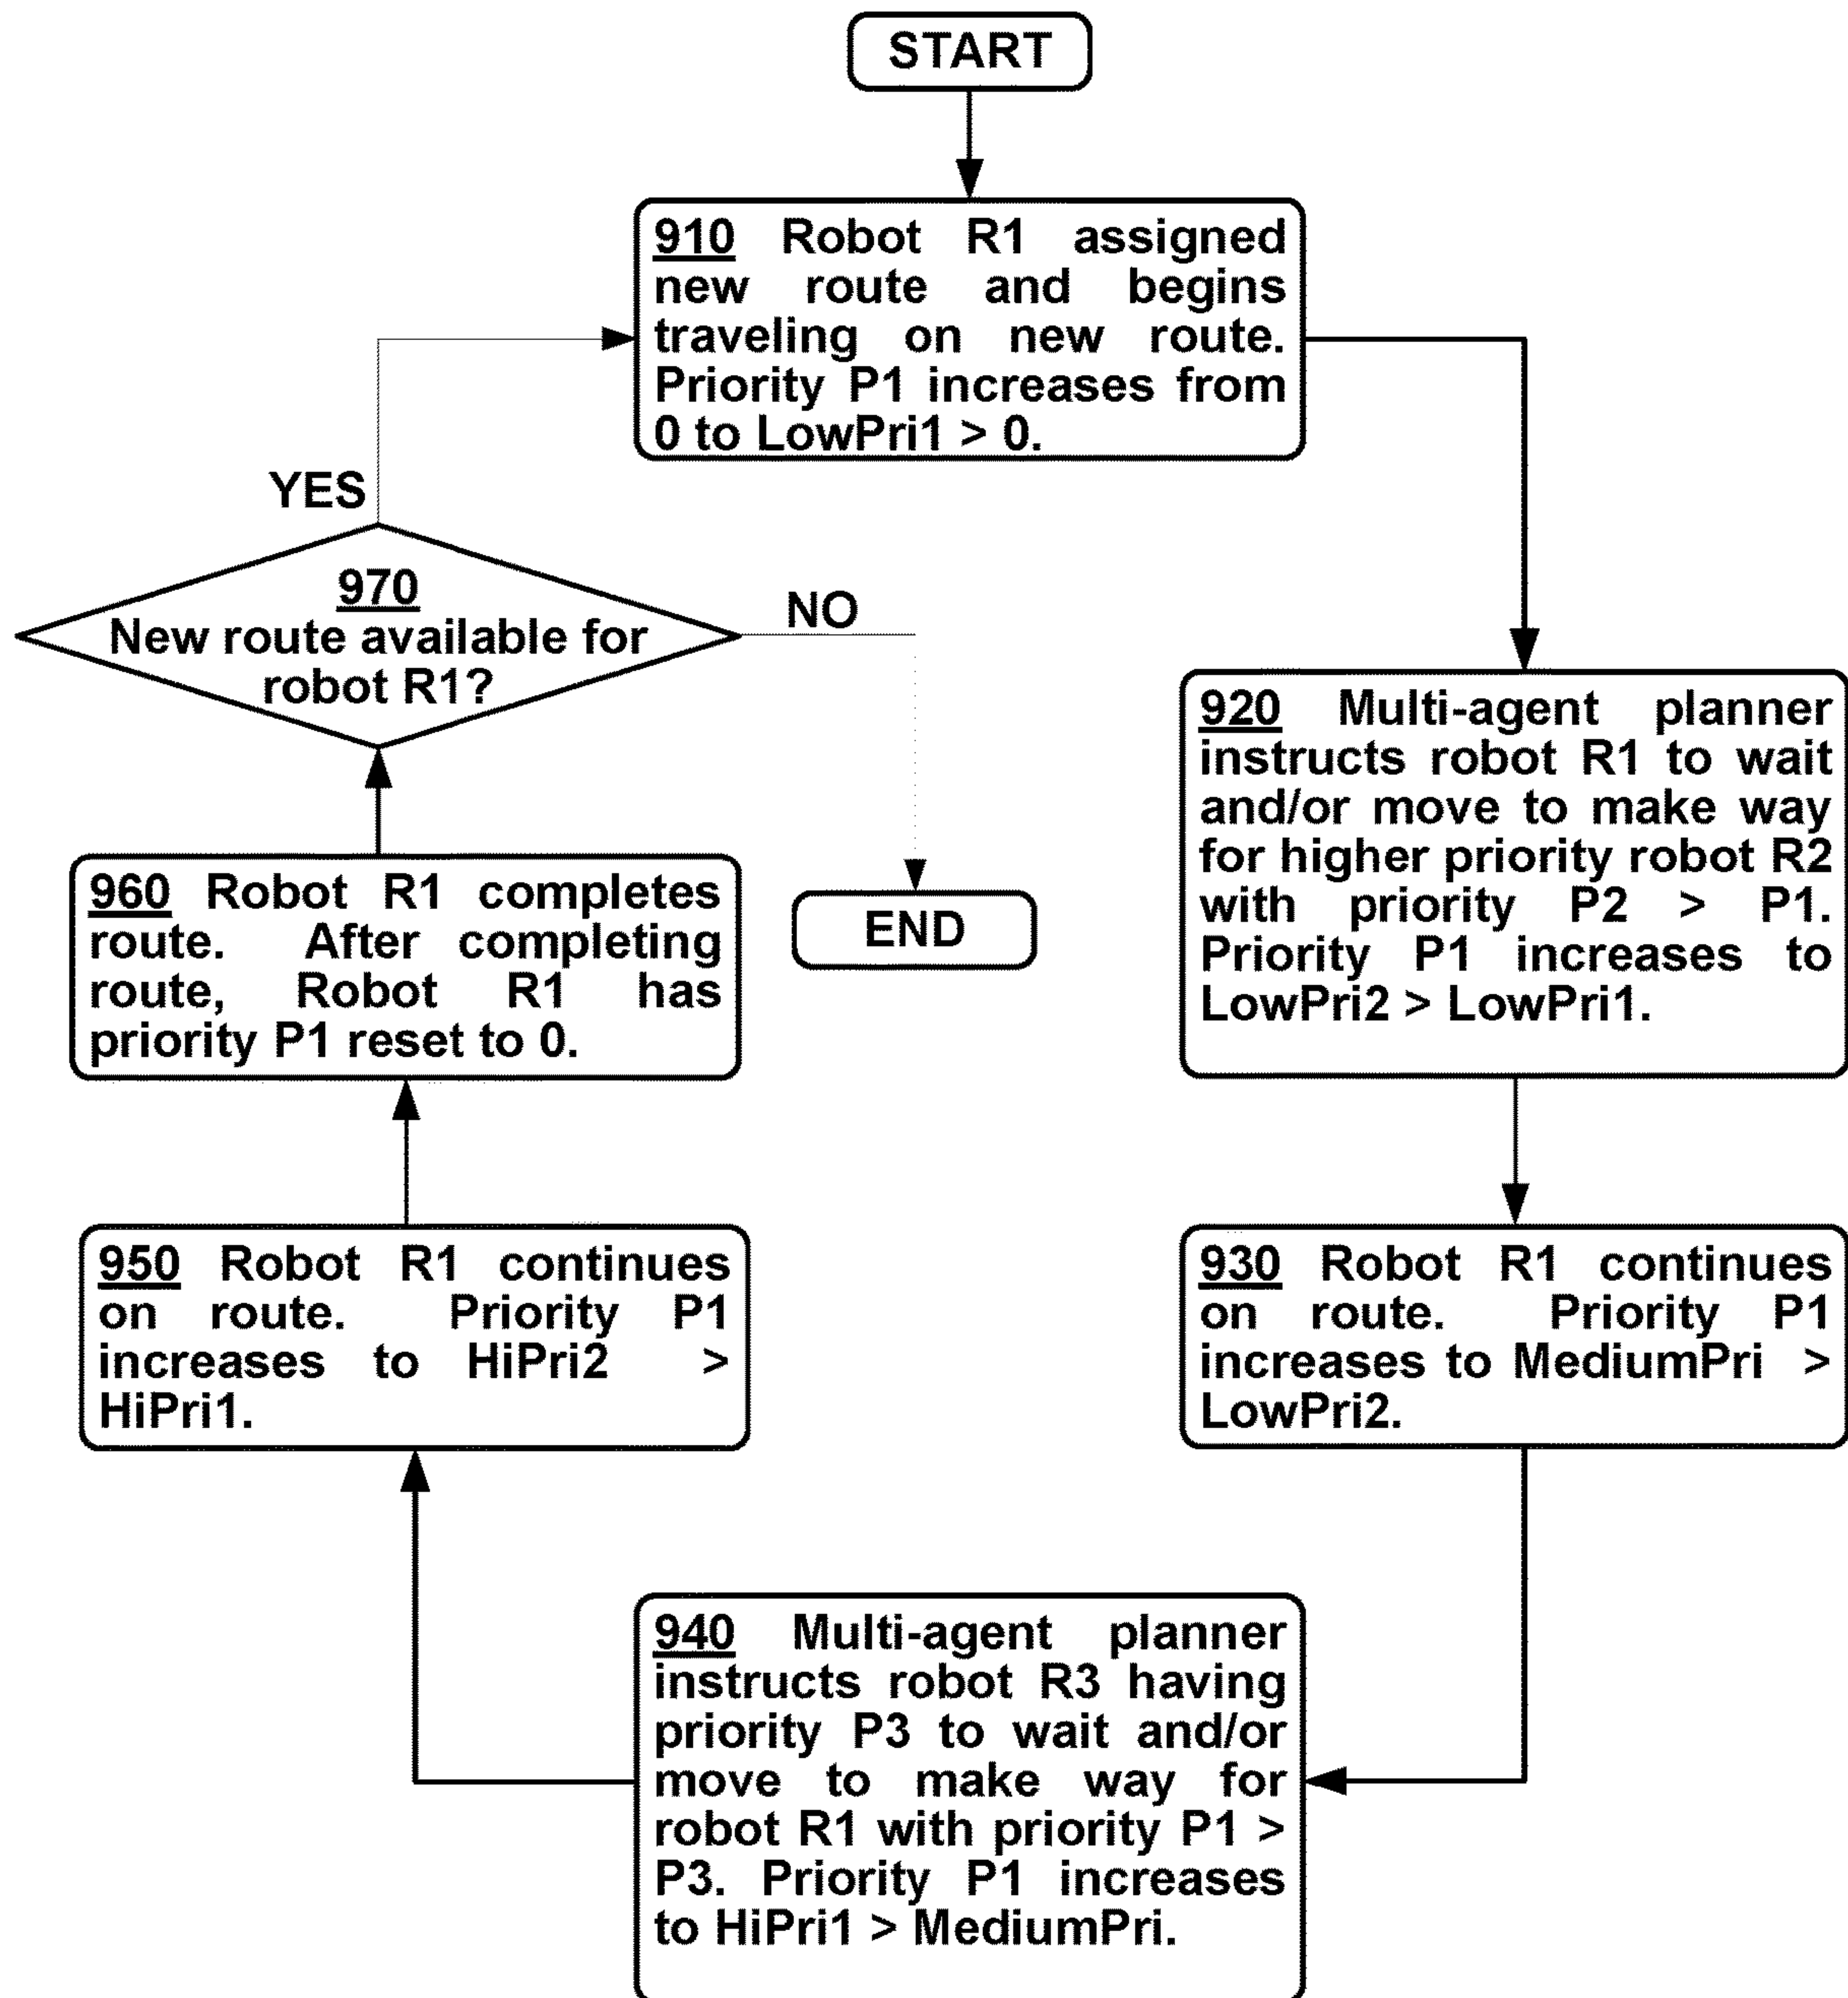 START
910 Robot R1 assigned
new route and begins
traveling on new route.
Priority P1 increases from
0 to LowPri1 > 0.
YES
970
New route available for
robot R1?
NO
920 Multi-agent planner
instructs robot R1 to wait
and/or move to make way
for higher priority robot R2
with priority P2 > P1.
Priority P1 increases to
LowPri2 > LowPri1.
960 Robot R1 completes
route. After completing
route, Robot R1 has
priority P1 reset to 0.
END
950 Robot R1 continues
on route. Priority P1
increases to HiPri2 >
HiPri1.
930 Robot R1 continues
on route. Priority P1
increases to MediumPri >
LowPri2.
940 Multi-agent planner
instructs robot R3 having
priority P3 to wait and/or
move to make way for
robot R1 with priority P1 >
P3. Priority P1 increases
to HiPri1 > MediumPri.